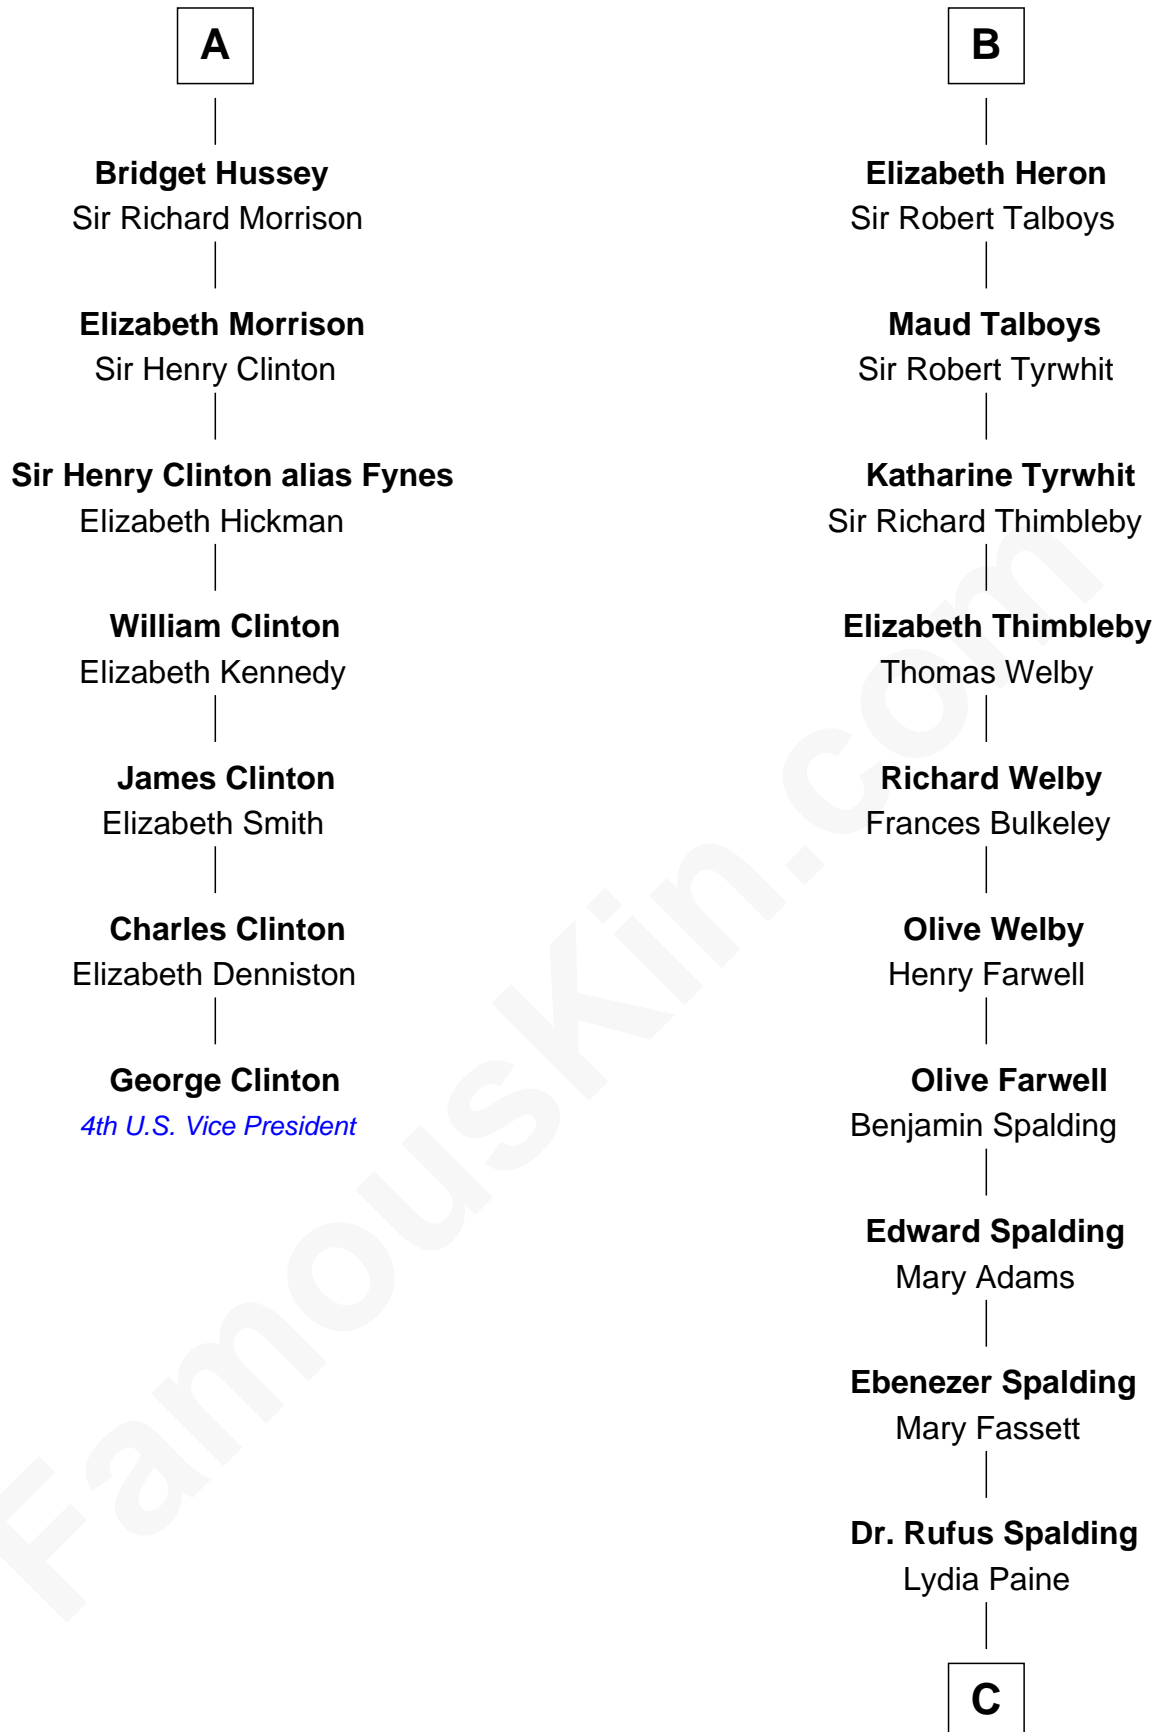 A
Bridget Hussey
Sir Richard Morrison
Elizabeth Morrison
Sir Henry Clinton
Sir Henry Clinton alias Fynes
Elizabeth Hickman
William Clinton
Elizabeth Kennedy
James Clinton
Elizabeth Smith
Charles Clinton
Elizabeth Denniston
George Clinton
4th U.S. Vice President
B
Elizabeth Heron
Sir Robert Talboys
Maud Talboys
Sir Robert Tyrwhit
Katharine Tyrwhit
Sir Richard Thimbleby
Elizabeth Thimbleby
Thomas Welby
Richard Welby
Frances Bulkeley
Olive Welby
Henry Farwell
Olive Farwell
Benjamin Spalding
Edward Spalding
Mary Adams
Ebenezer Spalding
Mary Fassett
Dr. Rufus Spalding
Lydia Paine
C
FamousKin.com